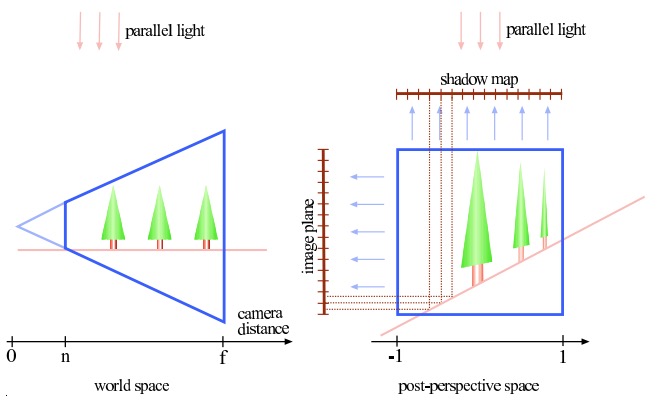 parallel light
0
n
f
camera
distance
world space
parallel light
shadow map
image plane
-1
1
post-perspective space